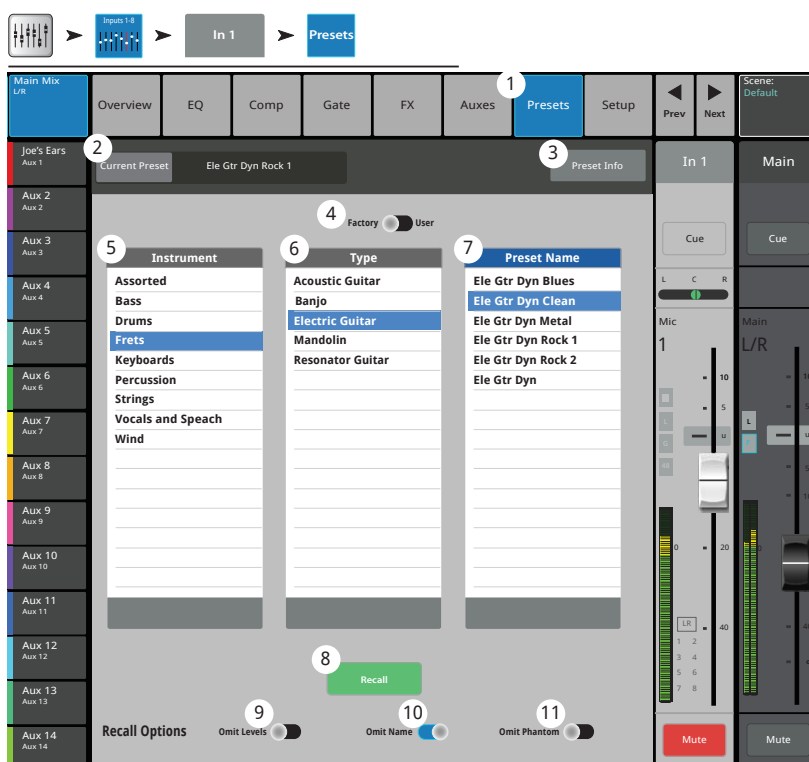 Inputs 1-8
In 1
Presets
Main Mix
L/R
Overview
EQ
Comp
Gate
FX
Auxes
1
Presets
Setup
Prev
Next
Scene:
Default
Joe's Ears
Aux 1
Aux 2
Aux 2
Aux 3
Aux 3
Aux 4
Aux 4
Aux 5
Aux 5
Aux 6
Aux 6
Aux 7
Aux 7
Aux 8
Aux 8
Aux 9
Aux 9
Aux 10
Aux 10
Aux 11
Aux 11
Aux 12
Aux 12
Aux 13
Aux 13
Aux 14
Aux 14
2
Current Preset
Ele Gtr Dyn Rock 1
3
Preset Info
4
Factory
User
5
Instrument
Assorted
Bass
Drums
Frets
Keyboards
Percussion
Strings
Vocals and Speach
Wind
6
Type
Acoustic Guitar
Banjo
Electric Guitar
Mandolin
Resonator Guitar
7
Preset Name
Ele Gtr Dyn Blues
Ele Gtr Dyn Clean
Ele Gtr Dyn Metal
Ele Gtr Dyn Rock 1
Ele Gtr Dyn Rock 2
Ele Gtr Dyn
8
Recall
Recall Options
9
Omit Levels
10
Omit Name
11
Omit Phantom
In 1
Cue
L C R
Mic
1
10
5
U
L
G
48
0
20
LR
40
1 2
3 4
5 6
7 8
Mute
Main
Cue
Main
L/R
L
0
Mute